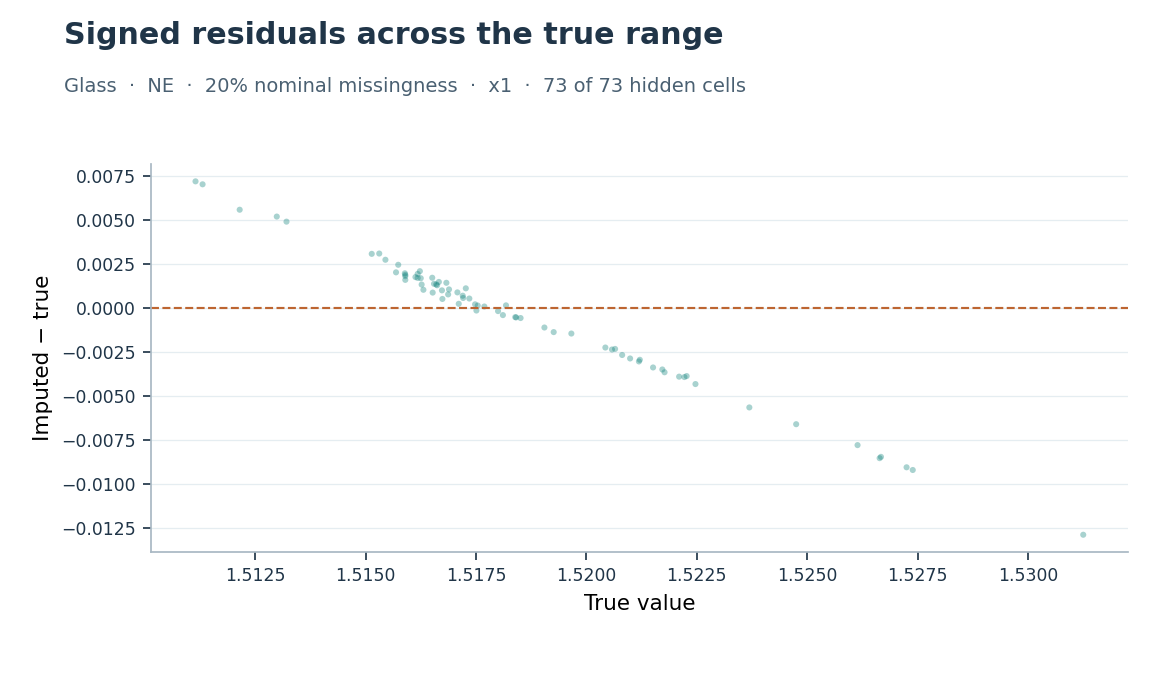 Signed residuals across the true range
Glass · NE · 20% nominal missingness · x1 · 73 of 73 hidden cells
0.0075
0.0050
0.0025
0.0000
−0.0025
−0.0050
−0.0075
−0.0100
−0.0125
Imputed − true
1.5125 1.5150 1.5175 1.5200 1.5225 1.5250 1.5275 1.5300
True value